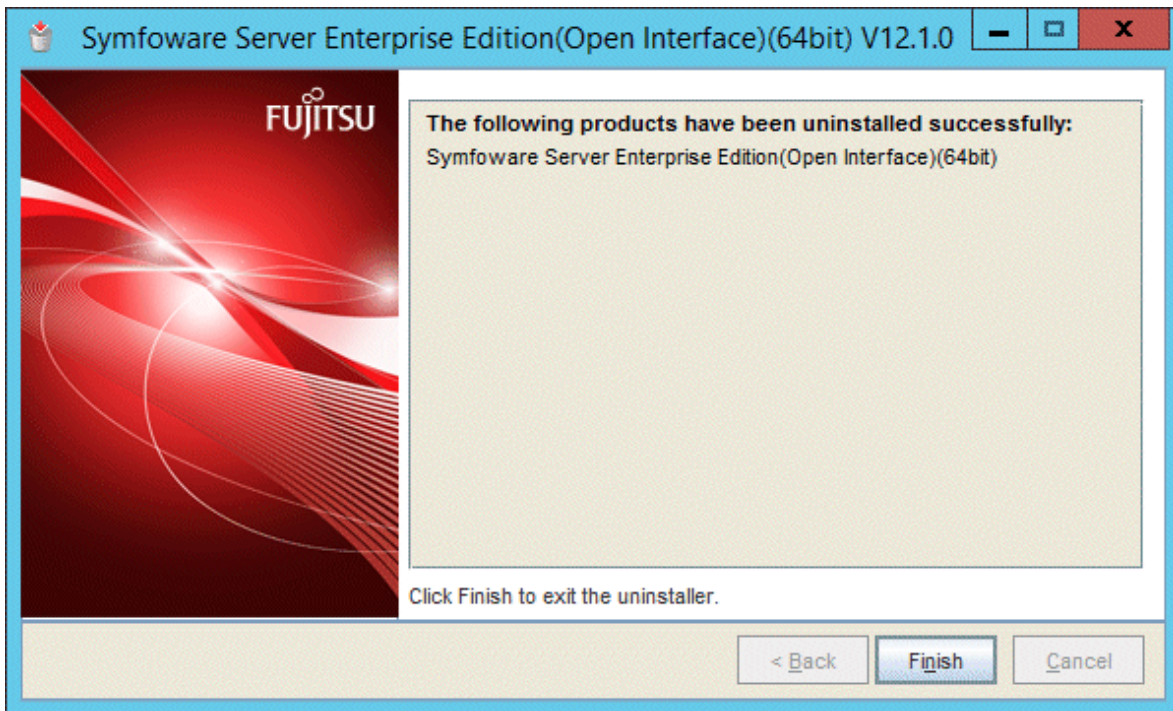 Symfoware Server Enterprise Edition(Open Interface)(64bit) V12.1.0
FUJITSU
The following products have been uninstalled successfully:
Symfoware Server Enterprise Edition(Open Interface)(64bit)
Click Finish to exit the uninstaller.
< Back
Finish
Cancel